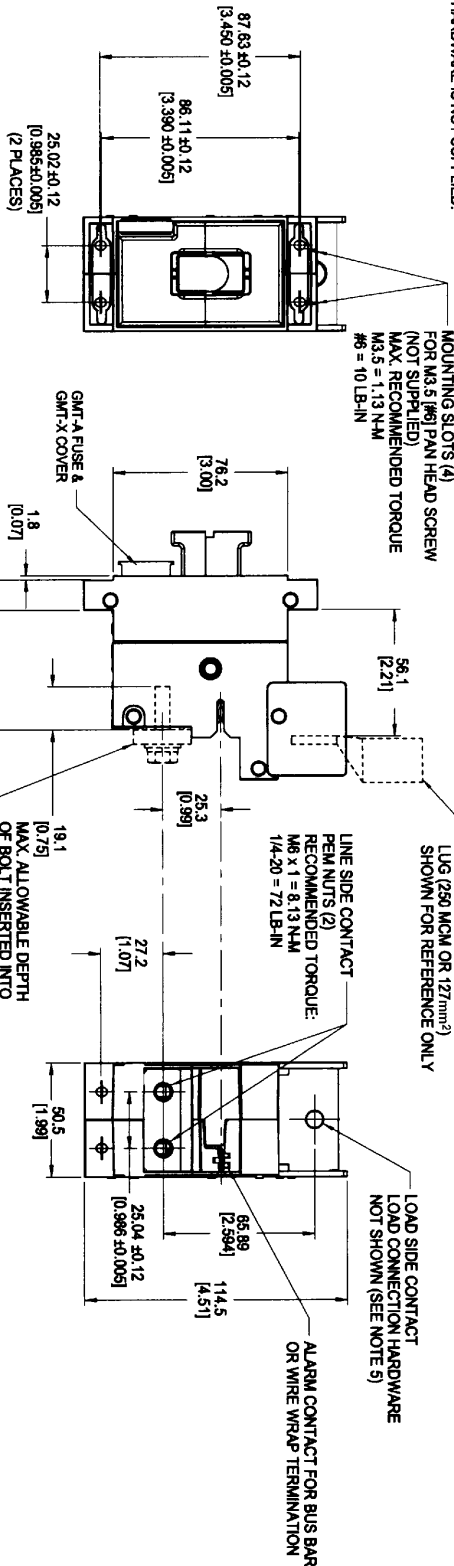 HARDWARE IS NOT SUPPLIED.
MOUNTING SLOTS (4)
FOR M3.5 [#6] PAN HEAD SCREW
(NOT SUPPLIED)
MAX. RECOMMENDED TORQUE
M3.5 = 1.13 N-M
#6 = 10 LB-IN
87.63 ±0.12
[3.450 ±0.005]
86.11 ±0.12
[3.390 ±0.005]
25.02 ±0.12
[0.985±0.005]
(2 PLACES)
LUG (250 MCM OR 127mm²)
SHOWN FOR REFERENCE ONLY
56.1
[2.21]
76.2
[3.00]
GMT-A FUSE &
GMT-X COVER
1.8
[0.07]
25.3
[0.99]
19.1
[0.75]
MAX. ALLOWABLE DEPTH
OF BOLT INSERTED INTO
LOAD SIDE CONTACT
LOAD CONNECTION HARDWARE
NOT SHOWN (SEE NOTE 5)
LINE SIDE CONTACT
PEM NUTS (2)
RECOMMENDED TORQUE:
M6 x 1 = 8.13 N-M
1/4-20 = 72 LB-IN
27.2
[1.07]
50.5
[1.99]
25.04 ±0.12
[0.986 ±0.005]
65.89
[2.594]
114.5
[4.51]
ALARM CONTACT FOR BUS BAR
OR WIRE WRAP TERMINATION